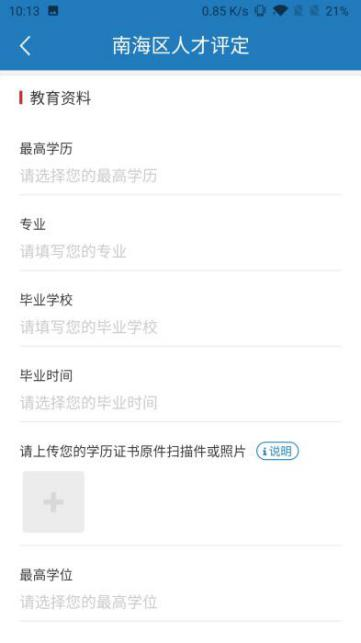 10:13 0.85 K/s 21%
南海区人才评定
教育资料
最高学历
请选择您的最高学历
专业
请填写您的专业
毕业学校
请填写您的毕业学校
毕业时间
请选择您的毕业时间
请上传您的学历证书原件扫描件或照片 i 说明
最高学位
请选择您的最高学位